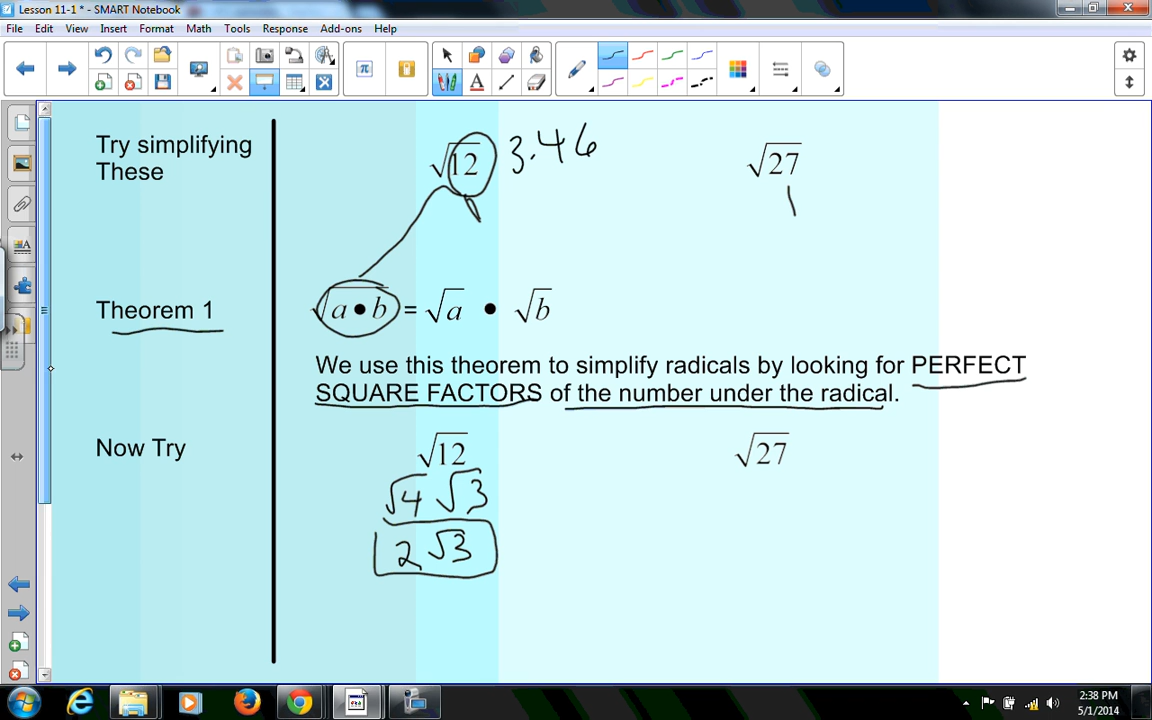 Lesson 11-1 * - SMART Notebook
File Edit View Insert Format Math Tools Response Add-ons Help
Try simplifying
These
√12 3.46 √27
Theorem 1
√a•b = √a • √b
We use this theorem to simplify radicals by looking for PERFECT
SQUARE FACTORS of the number under the radical.
Now Try
√12 √27
√4 √3
2 √3
2:38 PM
5/1/2014